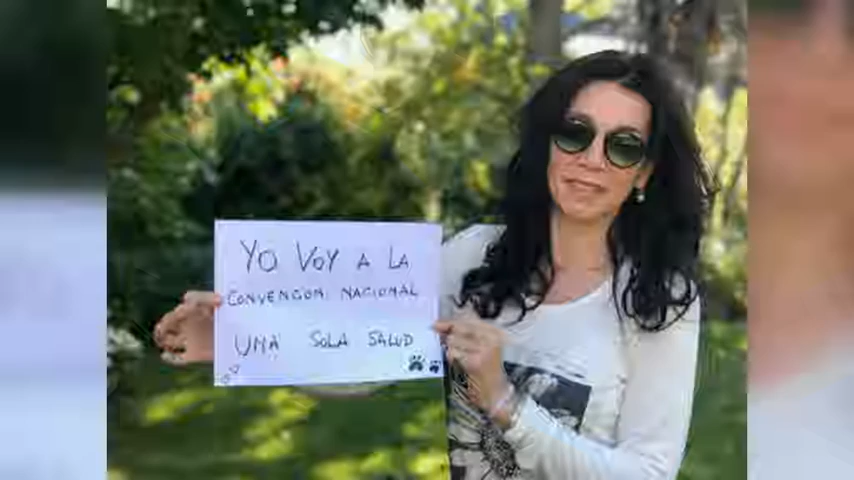 YO VOY A LA
CONVENCION NACIONAL
UNA SOLA SALUD